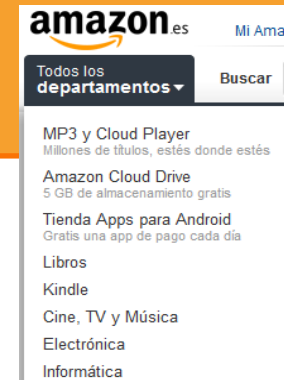 amazon.es
Mi Ama
Todos los
departamentos
Buscar
MP3 y Cloud Player
Millones de títulos, estés donde estés
Amazon Cloud Drive
5 GB de almacenamiento gratis
Tienda Apps para Android
Gratis una app de pago cada día
Libros
Kindle
Cine, TV y Música
Electrónica
Informática